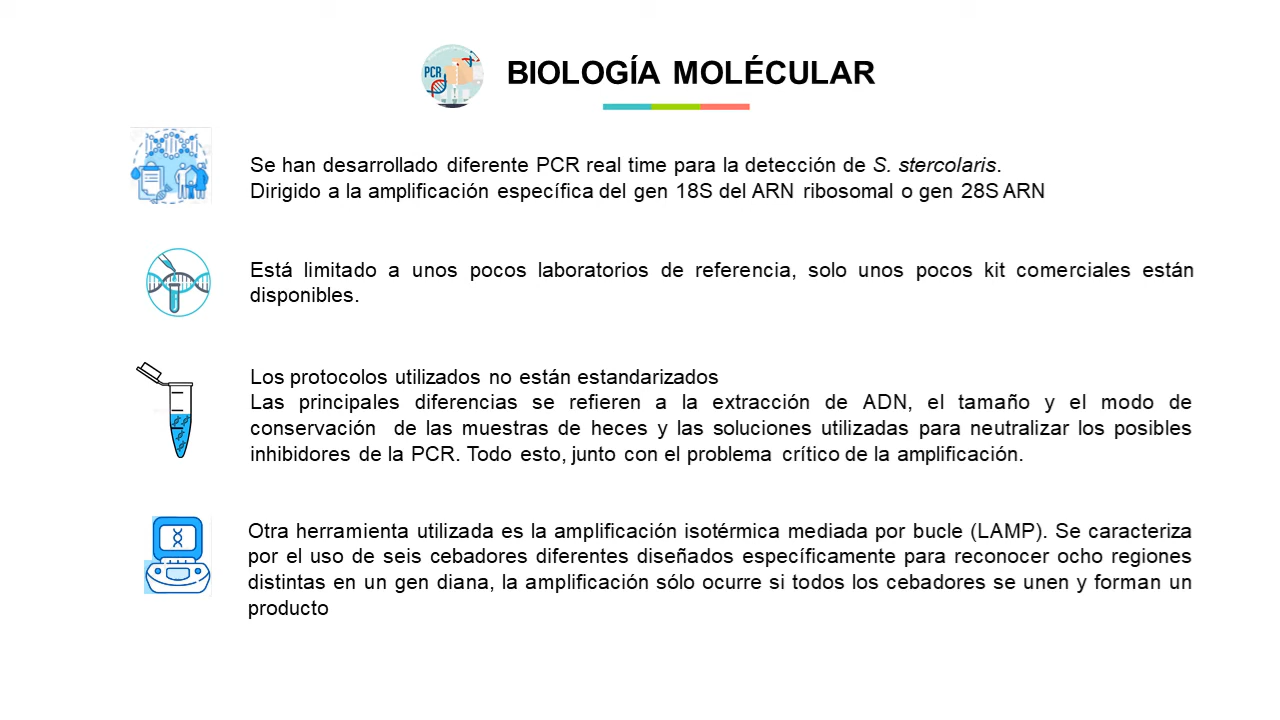 PCR
BIOLOGÍA MOLÉCULAR
Se han desarrollado diferente PCR real time para la detección de S. stercolaris.
Dirigido a la amplificación específica del gen 18S del ARN ribosomal o gen 28S ARN
Está limitado a unos pocos laboratorios de referencia, solo unos pocos kit comerciales están
disponibles.
Los protocolos utilizados no están estandarizados
Las principales diferencias se refieren a la extracción de ADN, el tamaño y el modo de
conservación de las muestras de heces y las soluciones utilizadas para neutralizar los posibles
inhibidores de la PCR. Todo esto, junto con el problema crítico de la amplificación.
Otra herramienta utilizada es la amplificación isotérmica mediada por bucle (LAMP). Se caracteriza
por el uso de seis cebadores diferentes diseñados específicamente para reconocer ocho regiones
distintas en un gen diana, la amplificación sólo ocurre si todos los cebadores se unen y forman un
producto